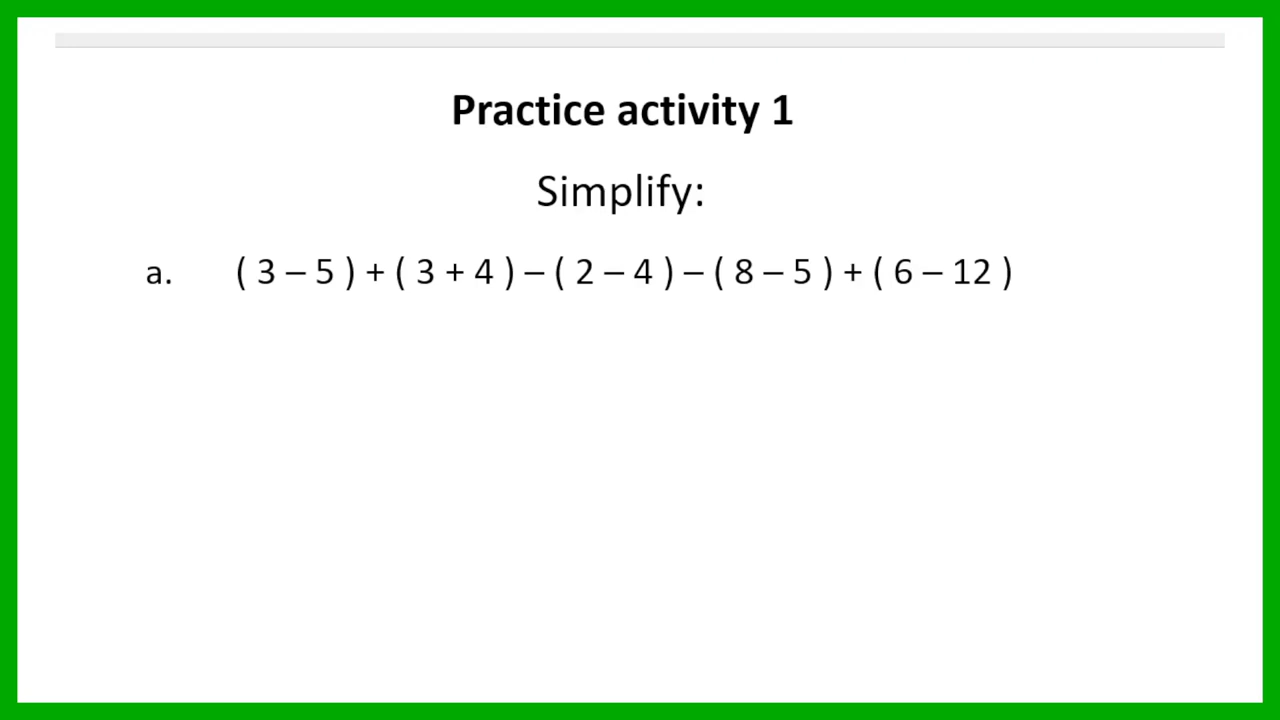 Practice activity 1
Simplify:
a. ( 3 – 5 ) + ( 3 + 4 ) – ( 2 – 4 ) – ( 8 – 5 ) + ( 6 – 12 )